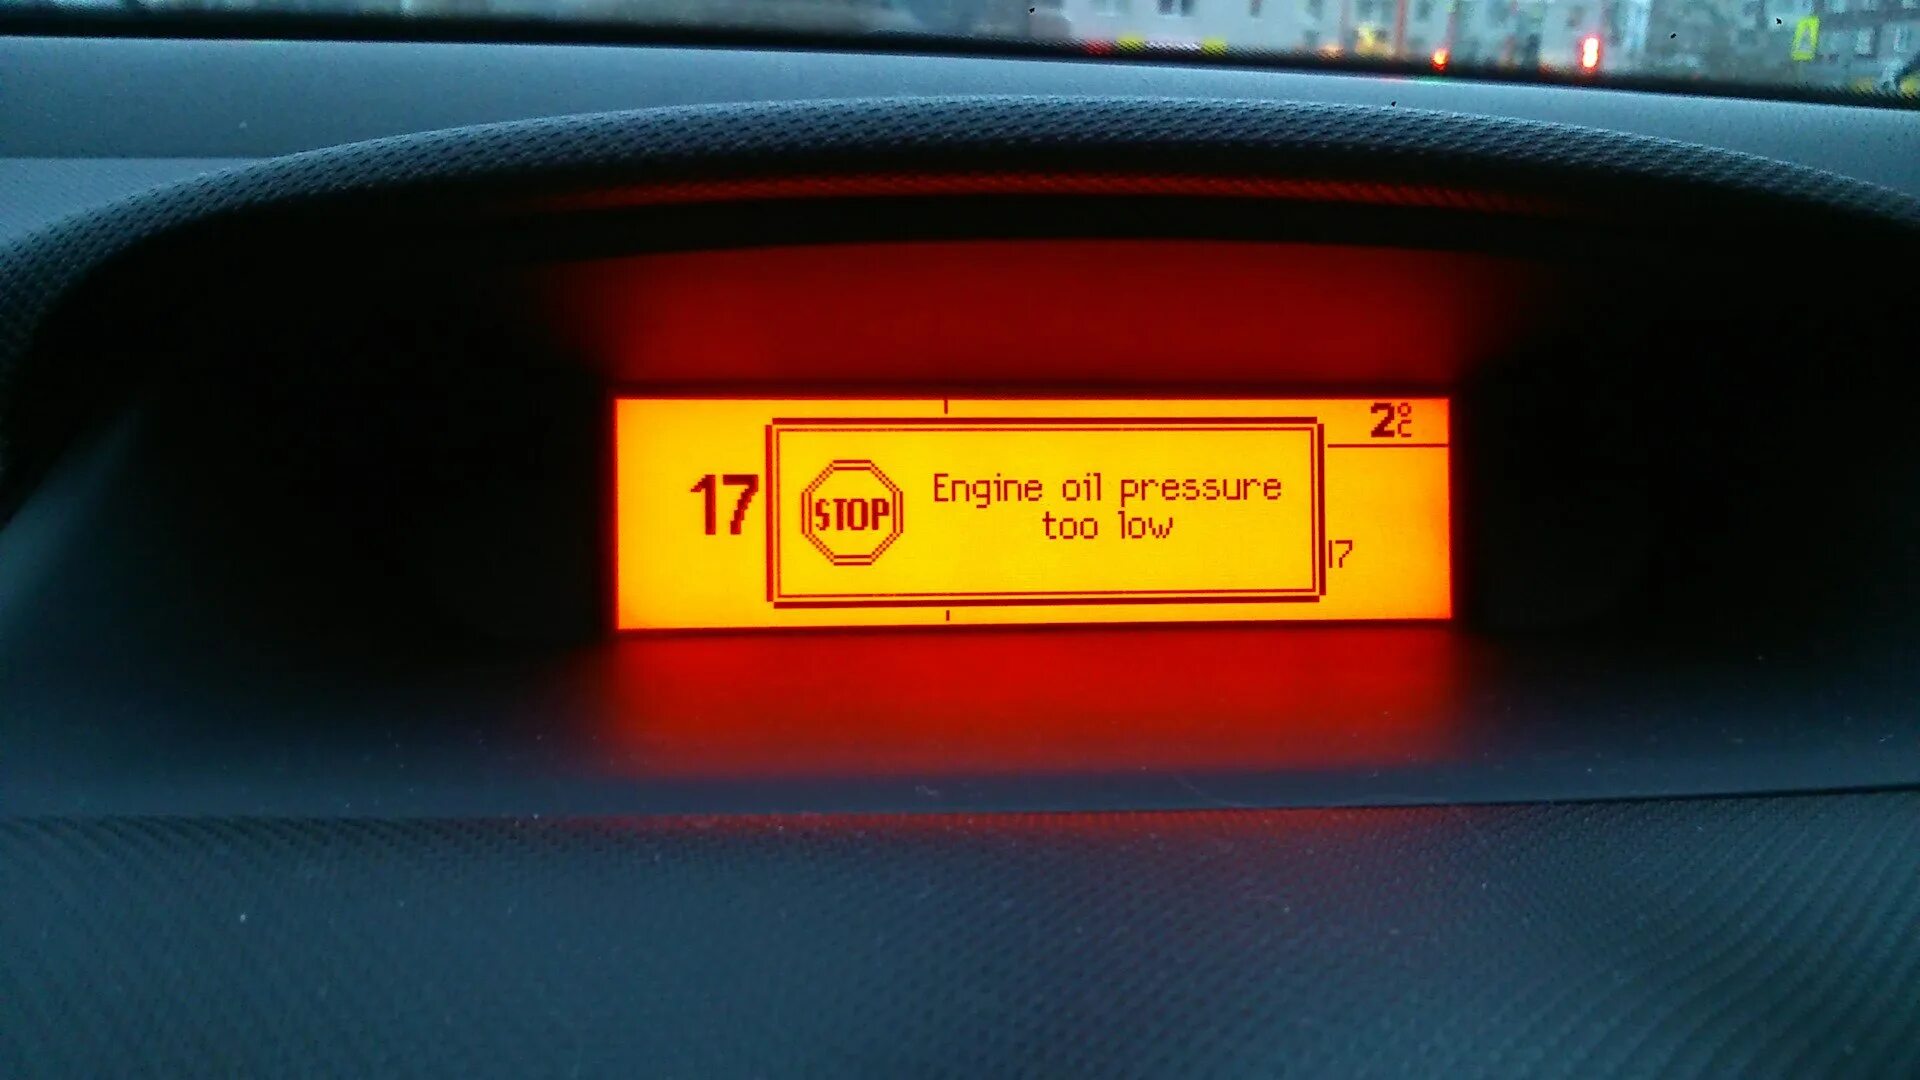 2°C
17
STOP
Engine oil pressure
too low
17